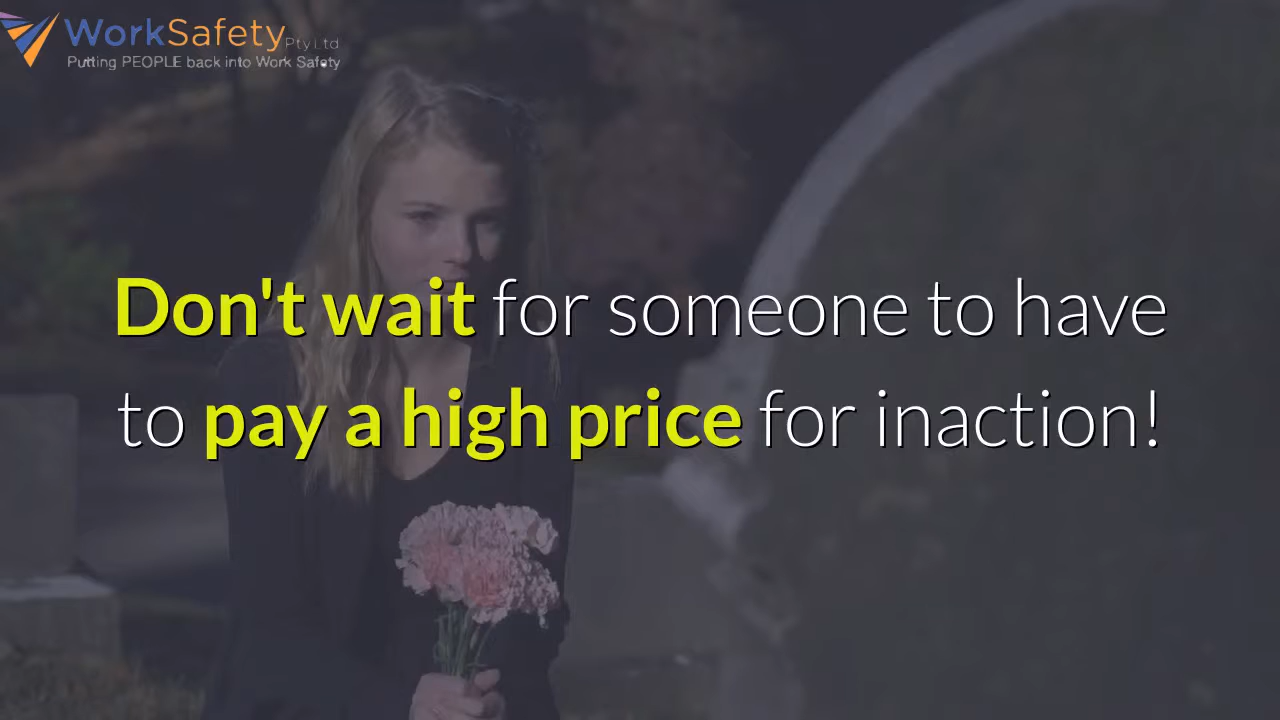 WorkSafety Pty Ltd
Putting PEOPLE back into Work Safety
Don't wait for someone to have
to pay a high price for inaction!